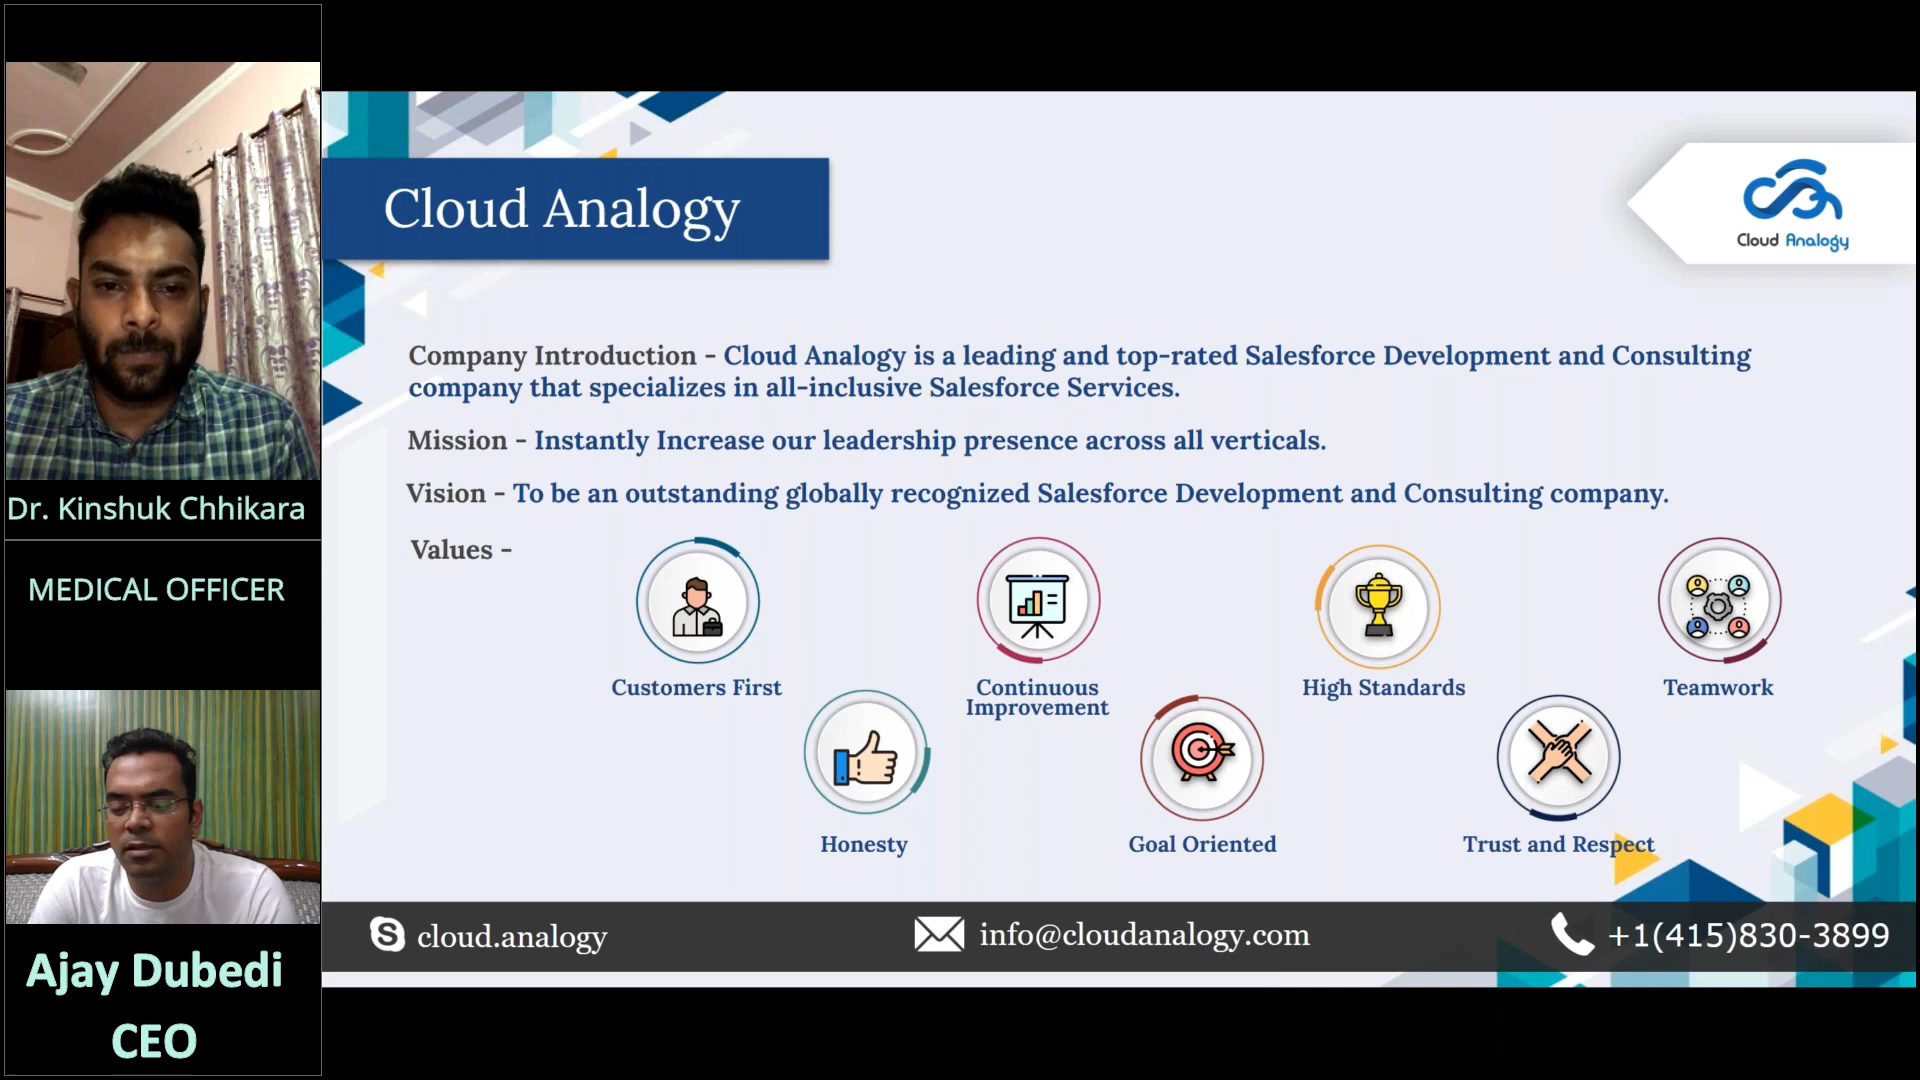 Dr. Kinshuk Chhikara
MEDICAL OFFICER
Ajay Dubedi
CEO
Cloud Analogy
Cloud Analogy
Company Introduction - Cloud Analogy is a leading and top-rated Salesforce Development and Consulting
company that specializes in all-inclusive Salesforce Services.
Mission - Instantly Increase our leadership presence across all verticals.
Vision - To be an outstanding globally recognized Salesforce Development and Consulting company.
Values -
Customers First
Continuous
Improvement
High Standards
Teamwork
Honesty
Goal Oriented
Trust and Respect
cloud.analogy
info@cloudanalogy.com
+1(415)830-3899